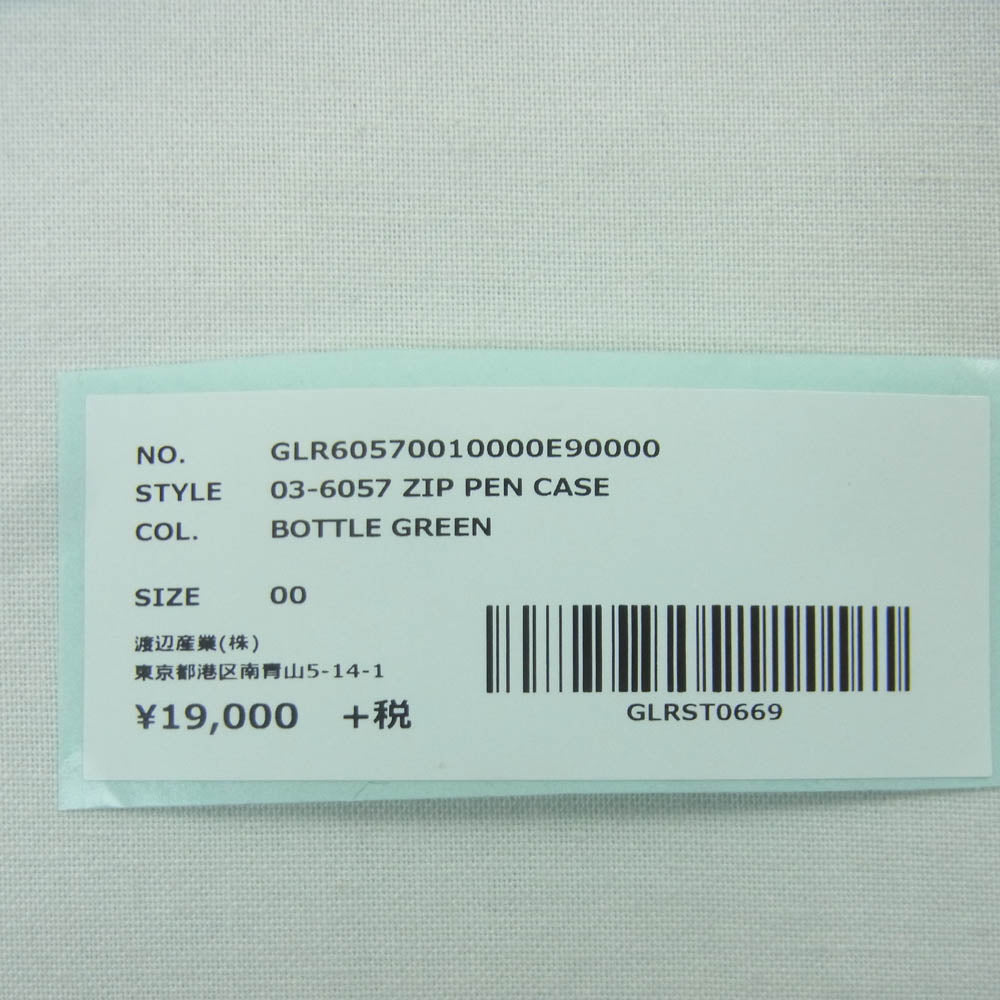 NO. GLR60570010000E90000
STYLE 03-6057 ZIP PEN CASE
COL. BOTTLE GREEN
SIZE 00
渡辺産業(株)
東京都港区南青山5-14-1
¥19,000 +税
GLRST0669